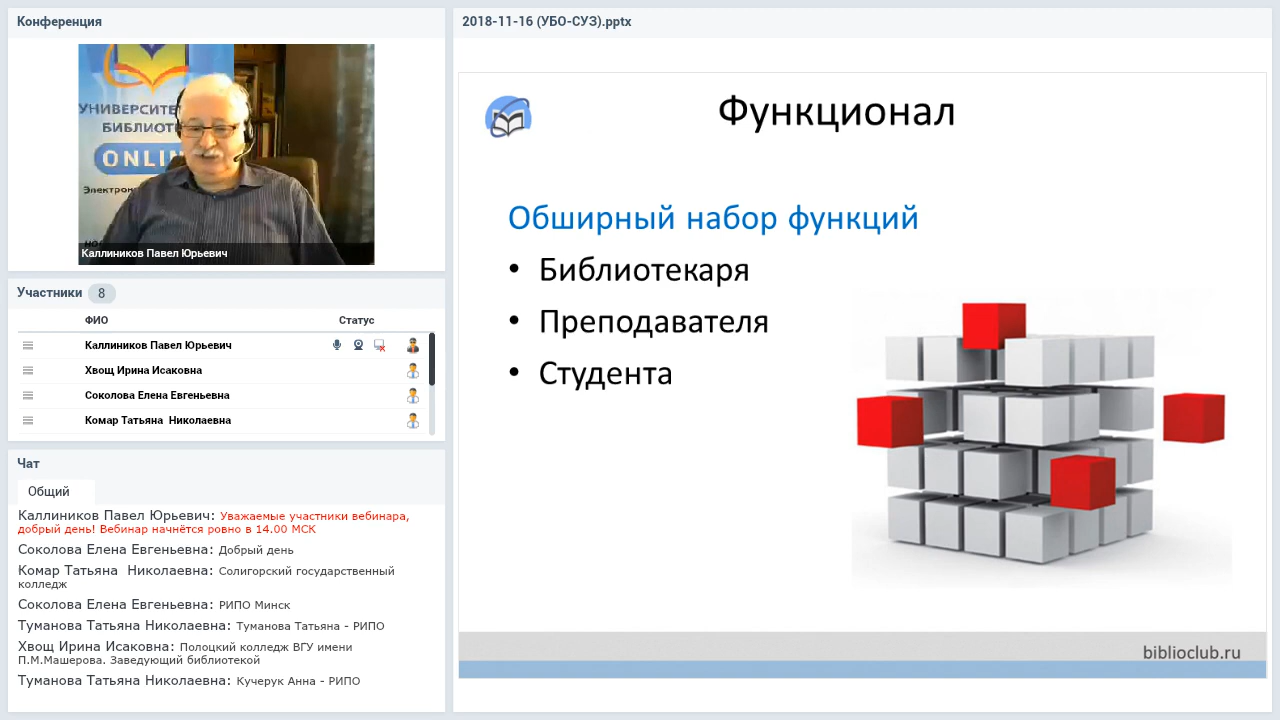 Конференция
УНИВЕРСИТЕ
БИБЛИОТЕ
ONLIN
Электрон
Каллиников Павел Юрьевич
Участники 8
ФИО Статус
Каллиников Павел Юрьевич
Хвощ Ирина Исаковна
Соколова Елена Евгеньевна
Комар Татьяна  Николаевна
Чат
Общий
Каллиников Павел Юрьевич: Уважаемые участники вебинара,
добрый день! Вебинар начнётся ровно в 14.00 МСК
Соколова Елена Евгеньевна: Добрый день
Комар Татьяна  Николаевна: Солигорский государственный
колледж
Соколова Елена Евгеньевна: РИПО Минск
Туманова Татьяна Николаевна: Туманова Татьяна - РИПО
Хвощ Ирина Исаковна: Полоцкий колледж ВГУ имени
П.М.Машерова. Заведующий библиотекой
Туманова Татьяна Николаевна: Кучерук Анна - РИПО
2018-11-16 (УБО-СУЗ).pptx
Функционал
Обширный набор функций
• Библиотекаря
• Преподавателя
• Студента
biblioclub.ru